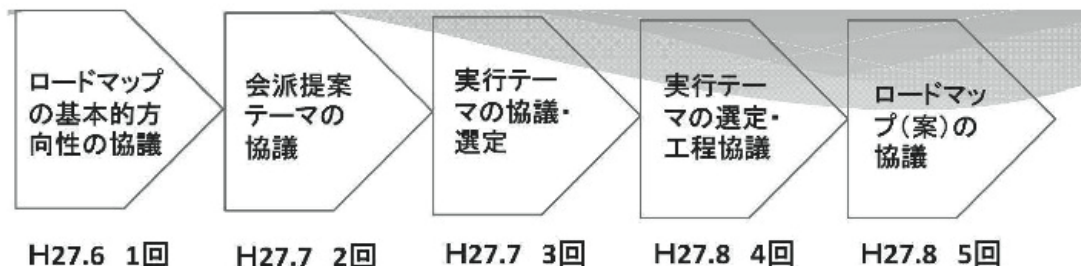 ロードマップ
の基本的方
向性の協議
会派提案
テーマの
協議
実行テー
マの協議・
選定
実行テー
マの選定・
工程協議
ロードマッ
プ(案)の
協議
H27.6 1回
H27.7 2回
H27.7 3回
H27.8 4回
H27.8 5回